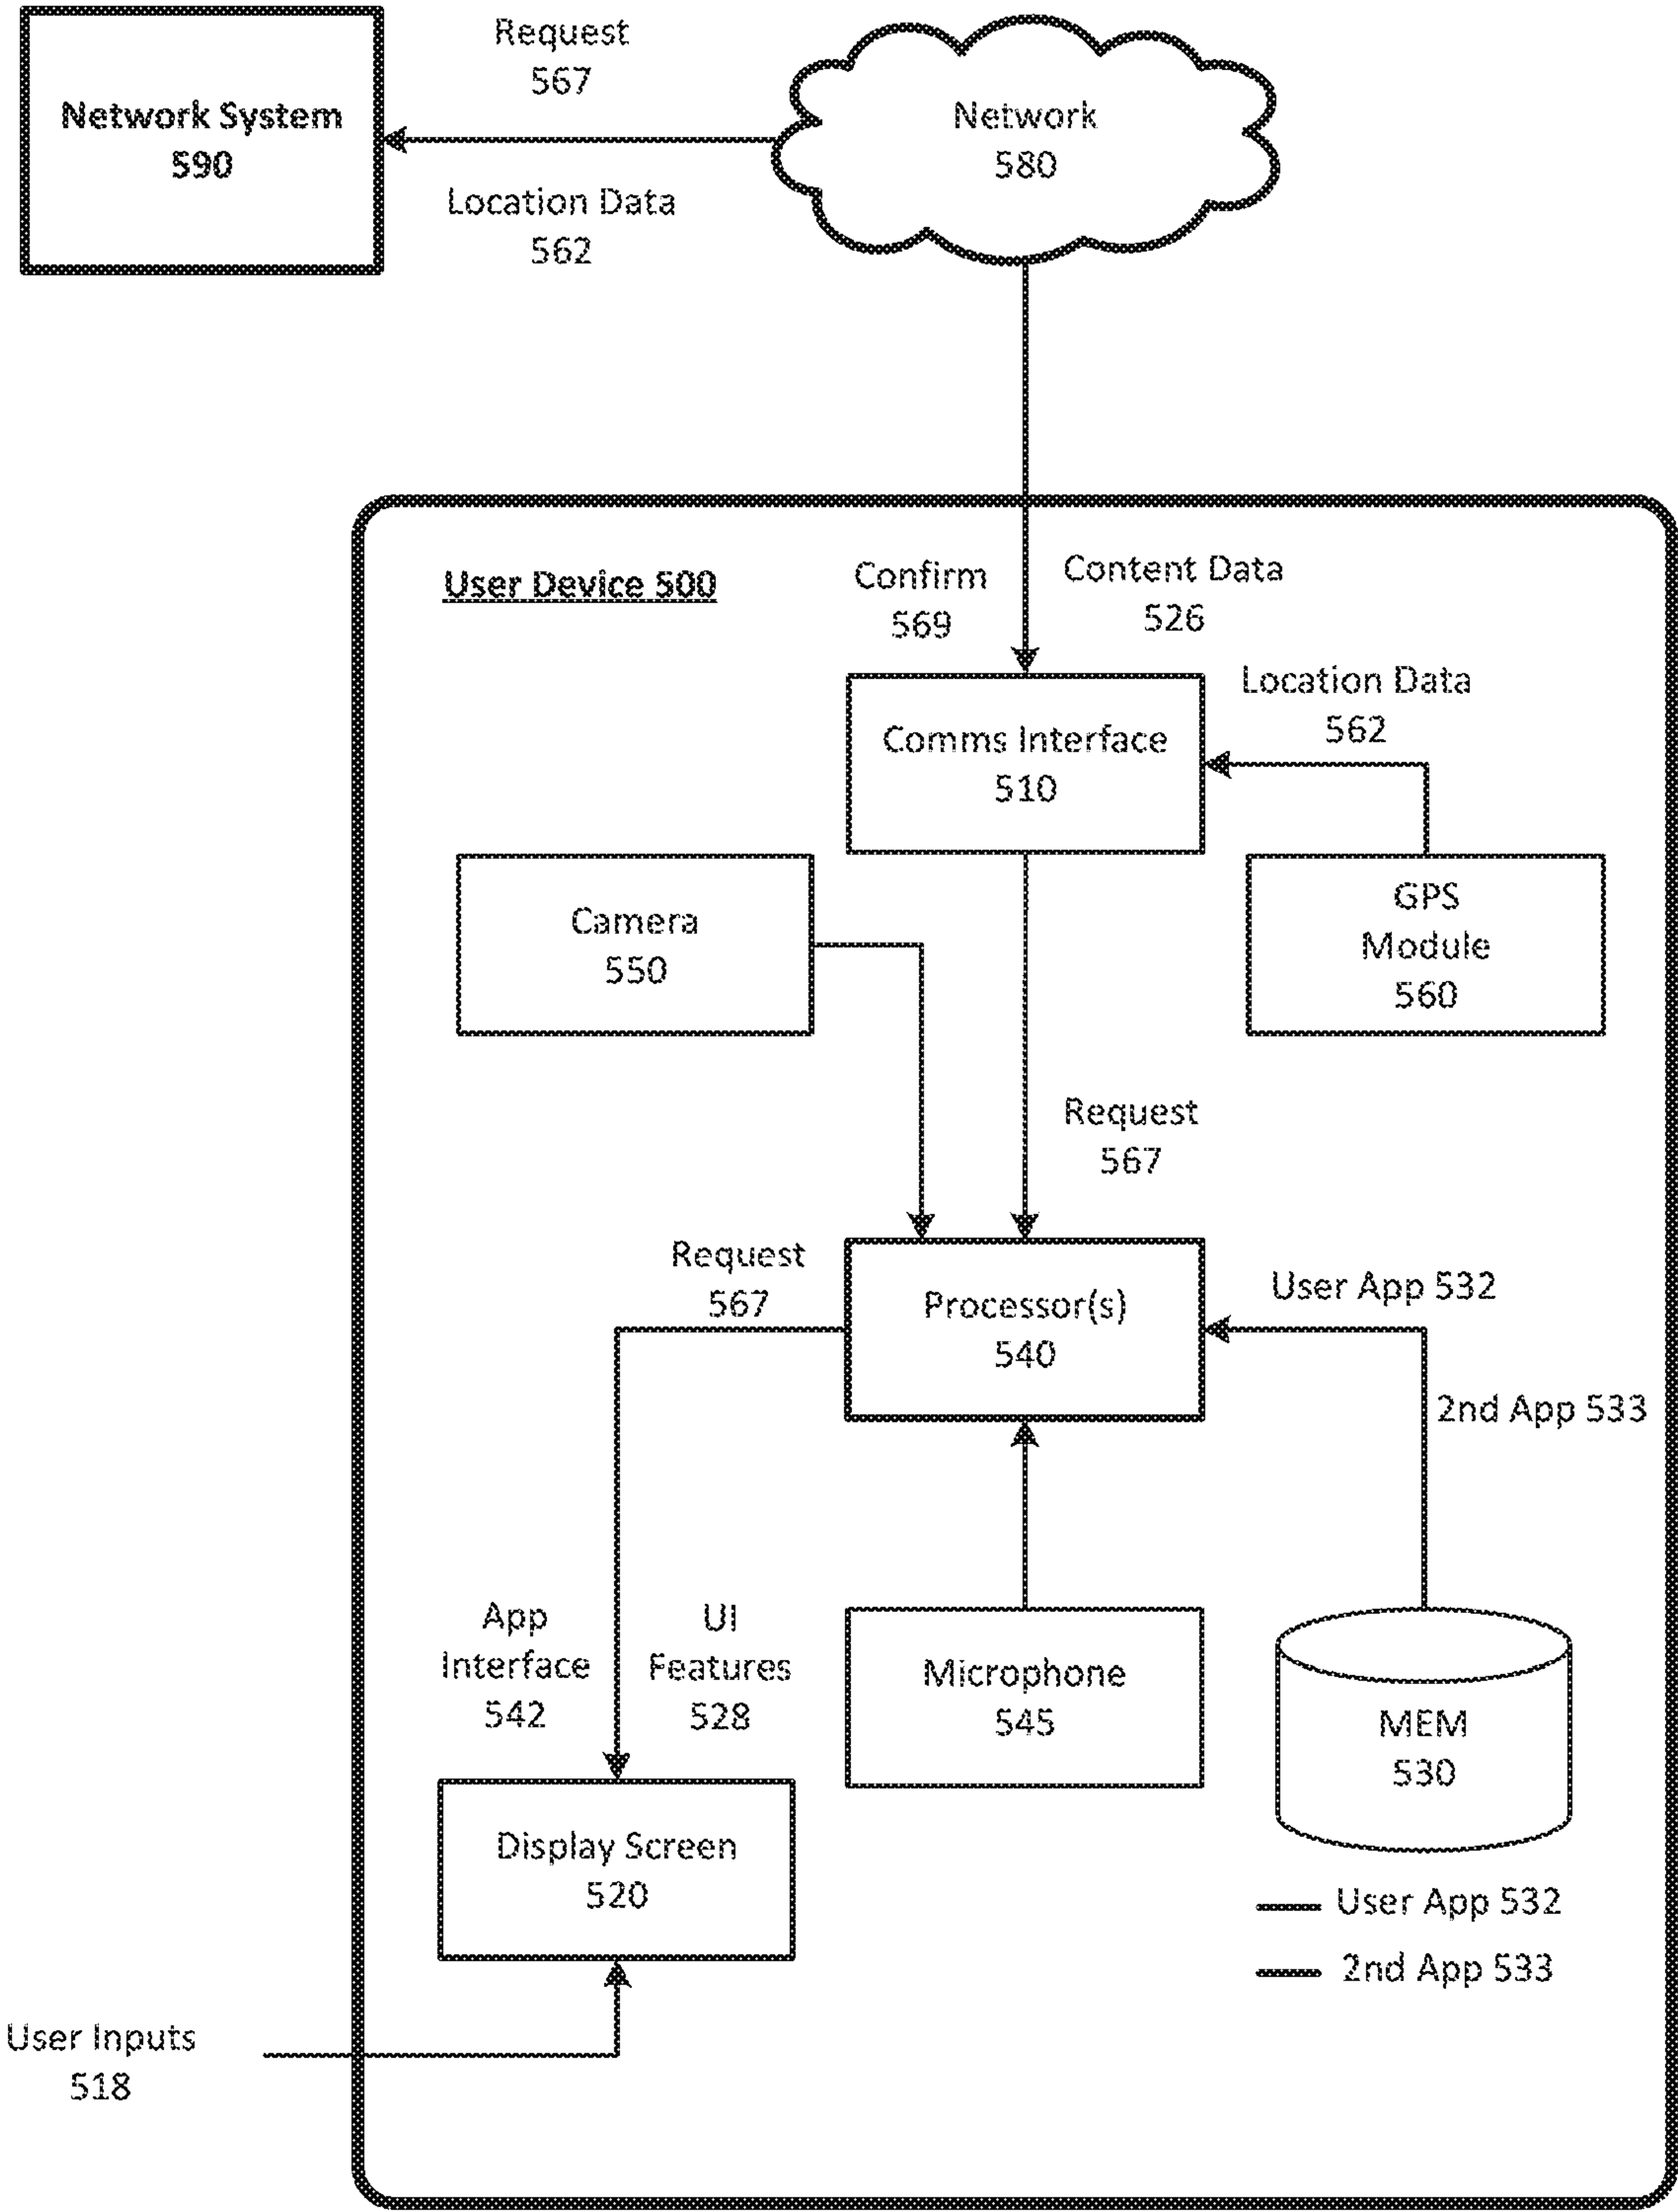 Network System
590
Request
567
Location Data
562
Network
580
User Device 500
Confirm
569
Content Data
526
Comms Interface
510
Location Data
562
Camera
550
GPS
Module
560
Request
567
Request
567
Processor(s)
540
User App 532
2nd App 533
App
Interface
542
UI
Features
528
Microphone
545
MEM
530
Display Screen
520
User App 532
2nd App 533
User Inputs
518